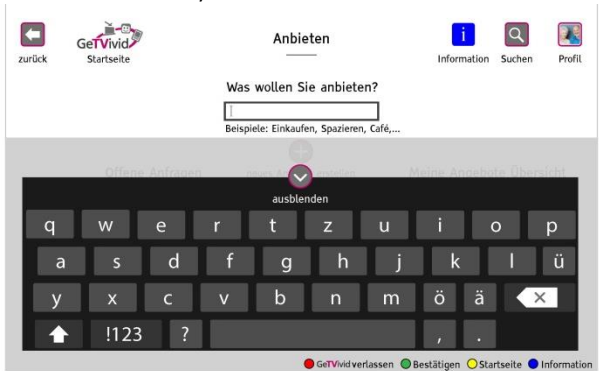 zurück
GeTVivid
Startseite
Anbieten
i
Information
Suchen
Profil
Was wollen Sie anbieten?
Beispiele: Einkaufen, Spazieren, Café,...
Offene Anfragen
erstellen
Meine Angebote Übersicht
ausblenden
q w e r t z u i o p
a s d f g h j k l ü
y x c v b n m ö ä
!123 ? , .
GeTVivid verlassen Bestätigen Startseite Information